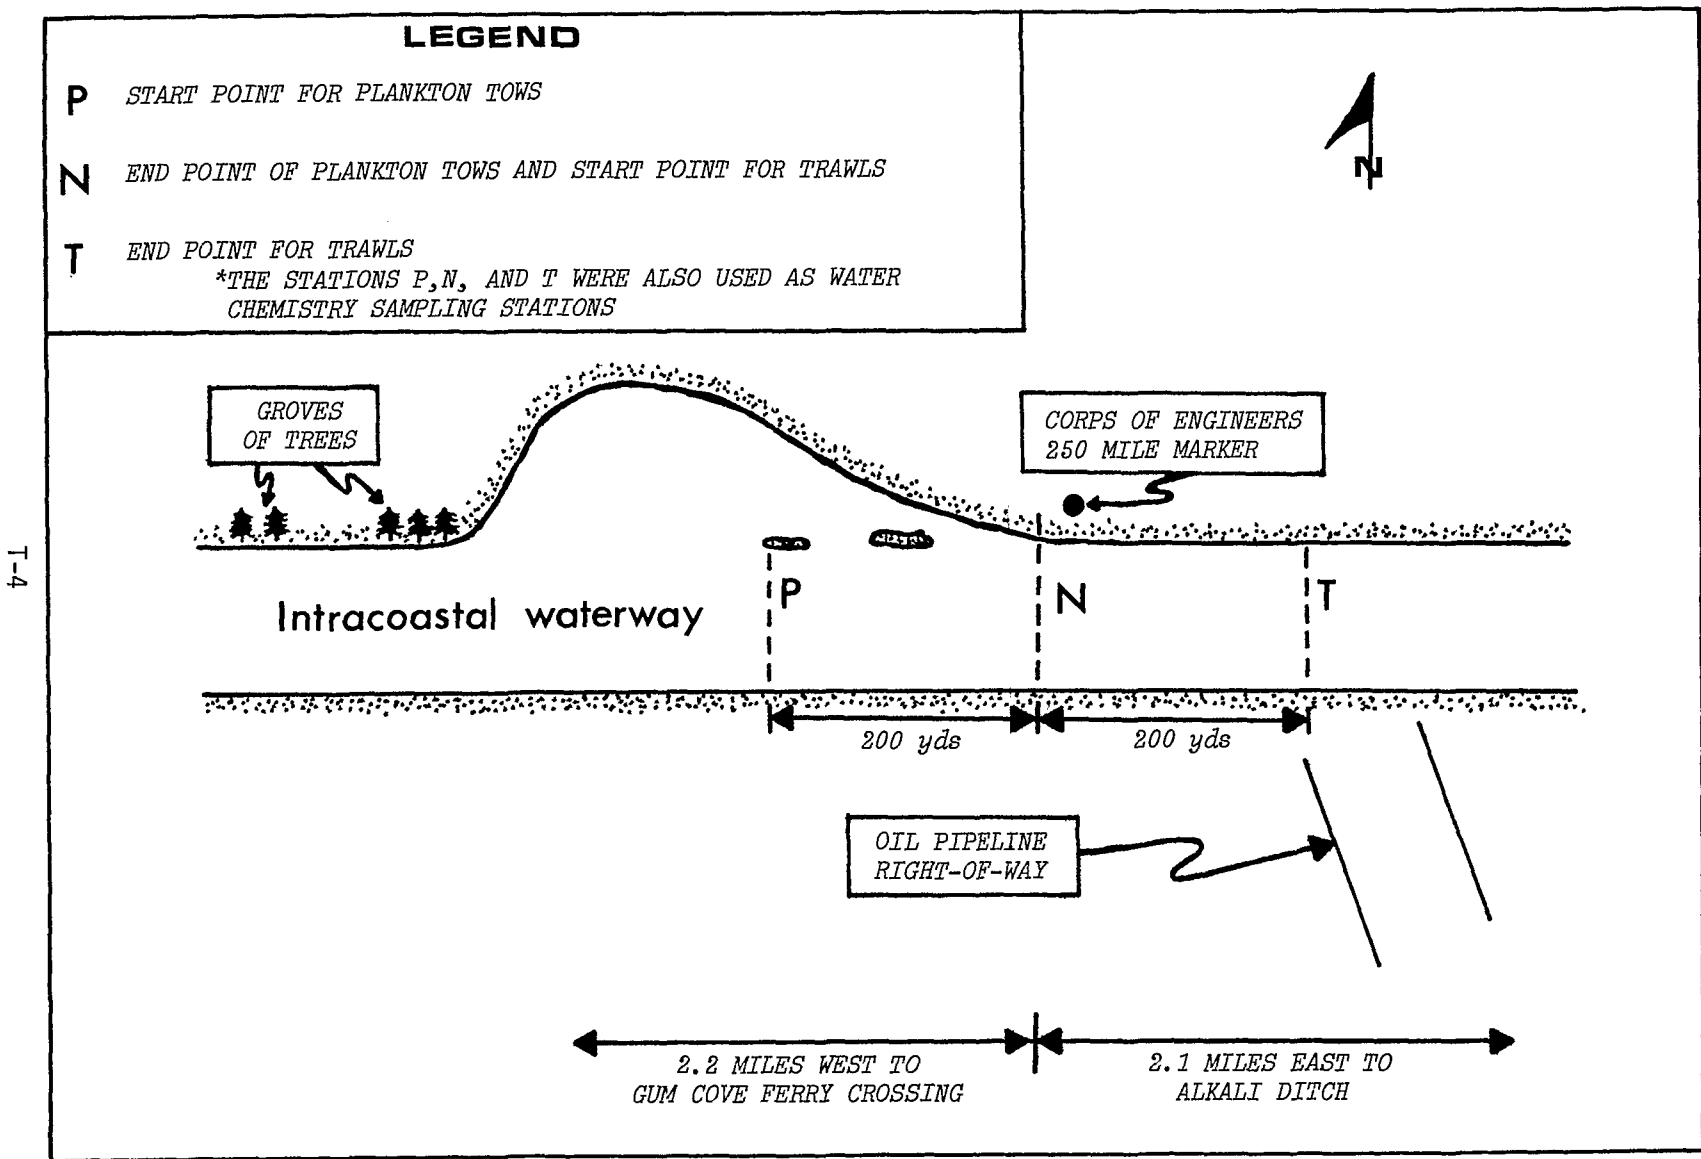 LEGEND
P START POINT FOR PLANKTON TOWS
N END POINT OF PLANKTON TOWS AND START POINT FOR TRAWLS
T END POINT FOR TRAWLS
*THE STATIONS P,N, AND T WERE ALSO USED AS WATER
CHEMISTRY SAMPLING STATIONS
N
GROVES
OF TREES
CORPS OF ENGINEERS
250 MILE MARKER
T-4
P
N
T
Intracoastal waterway
200 yds
200 yds
OIL PIPELINE
RIGHT-OF-WAY
2.2 MILES WEST TO
GUM COVE FERRY CROSSING
2.1 MILES EAST TO
ALKALI DITCH